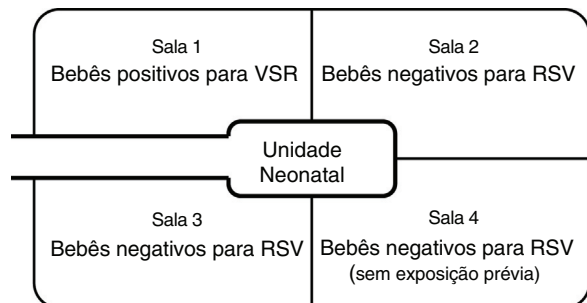 Sala 1
Bebês positivos para VSR
Sala 2
Bebês negativos para RSV
Unidade
Neonatal
Sala 3
Bebês negativos para RSV
Sala 4
Bebês negativos para RSV
(sem exposição prévia)